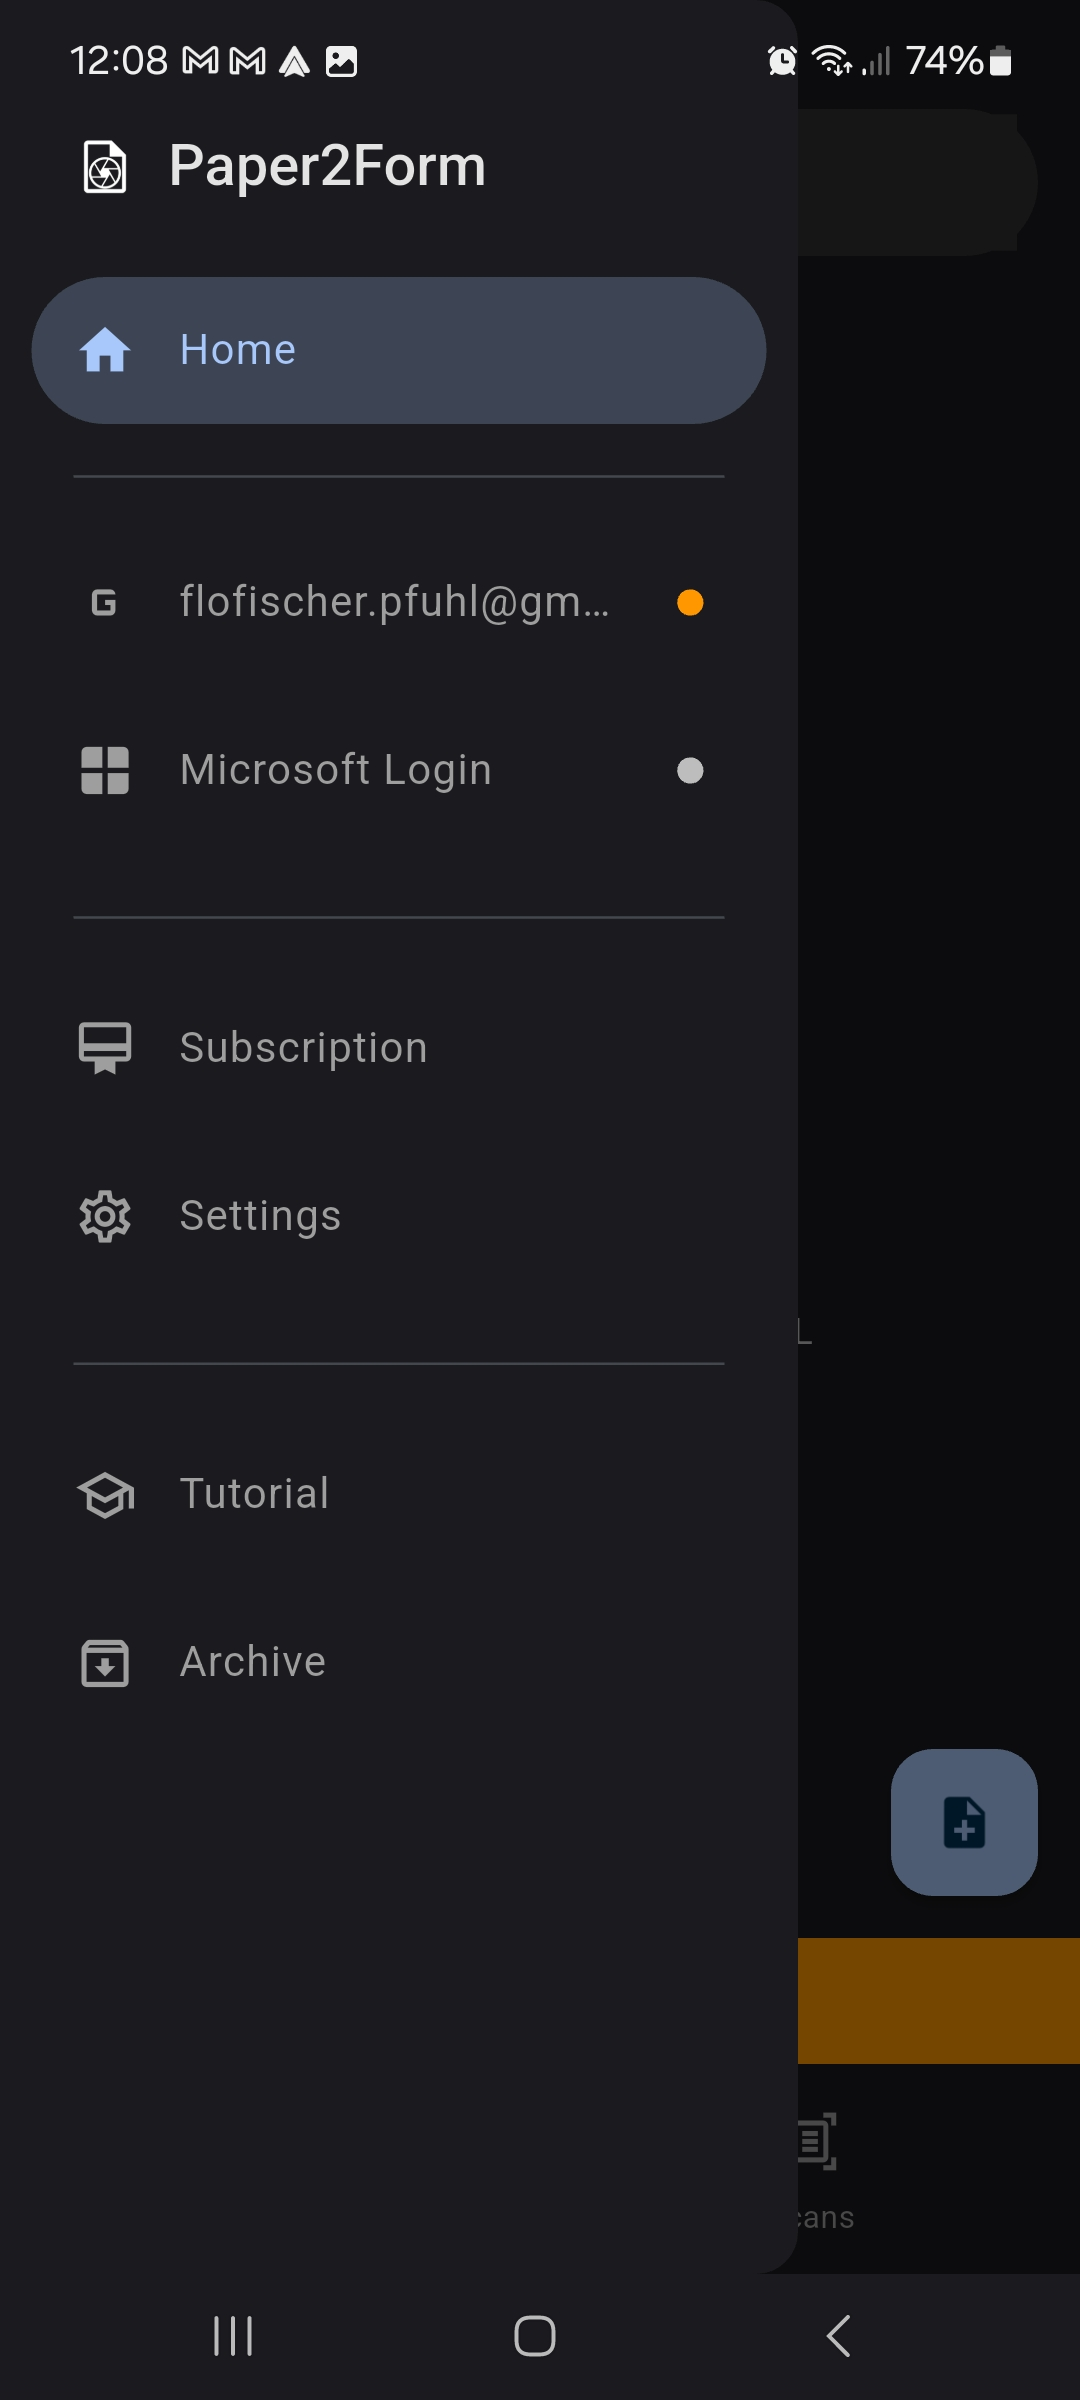 12:08
74%
Paper2Form
Home
flofischer.pfuhl@gm...
Microsoft Login
Subscription
Settings
Tutorial
Archive